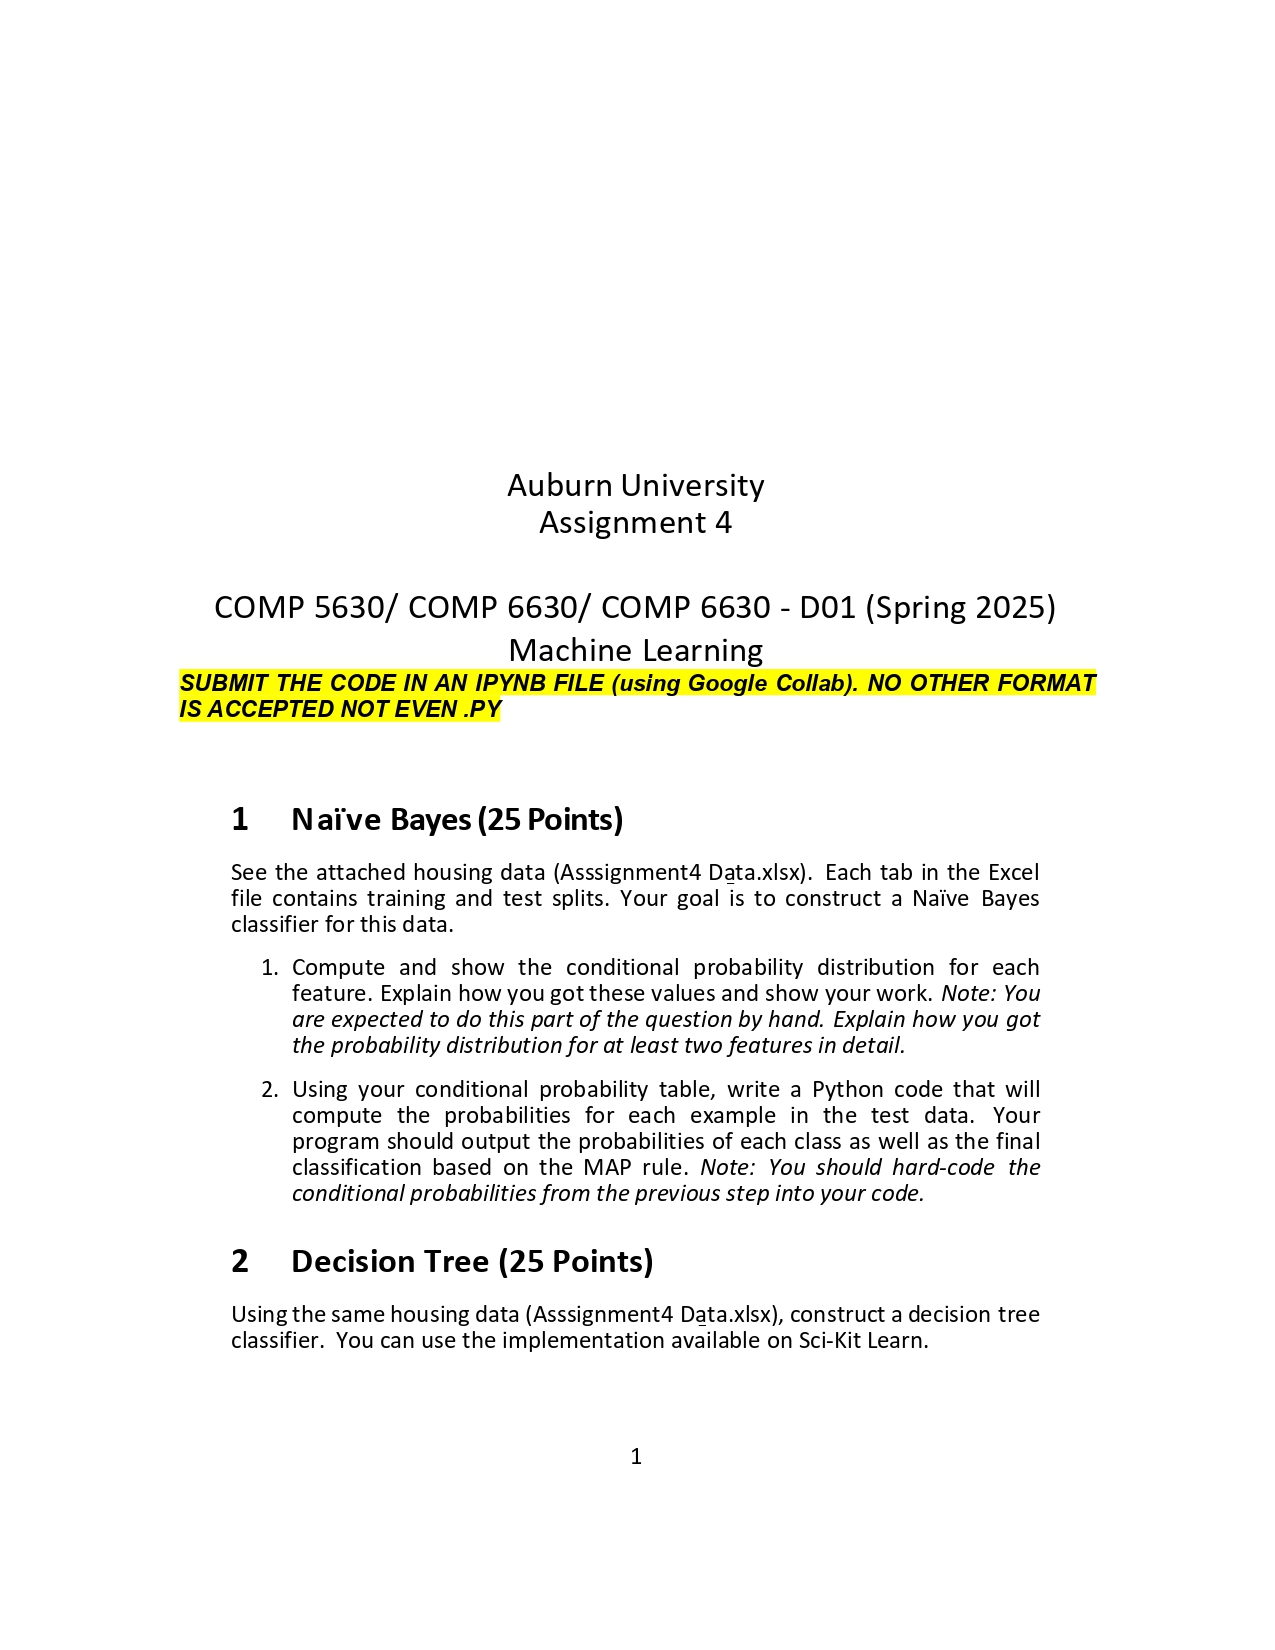 Auburn University
Assignment 4
COMP 5630/ COMP 6630/ COMP 6630 - D01 (Spring 2025)
Machine Learning
SUBMIT THE CODE IN AN IPYNB FILE (using Google Collab). NO OTHER FORMAT
IS ACCEPTED NOT EVEN .PY
1 Naïve Bayes (25 Points)
See the attached housing data (Asssignment4 Data.xlsx). Each tab in the Excel
file contains training and test splits. Your goal is to construct a Naïve Bayes
classifier for this data.
1. Compute and show the conditional probability distribution for each
feature. Explain how you got these values and show your work. Note: You
are expected to do this part of the question by hand. Explain how you got
the probability distribution for at least two features in detail.
2. Using your conditional probability table, write a Python code that will
compute the probabilities for each example in the test data. Your
program should output the probabilities of each class as well as the final
classification based on the MAP rule. Note: You should hard-code the
conditional probabilities from the previous step into your code.
2 Decision Tree (25 Points)
Using the same housing data (Asssignment4 Data.xlsx), construct a decision tree
classifier. You can use the implementation available on Sci-Kit Learn.
1